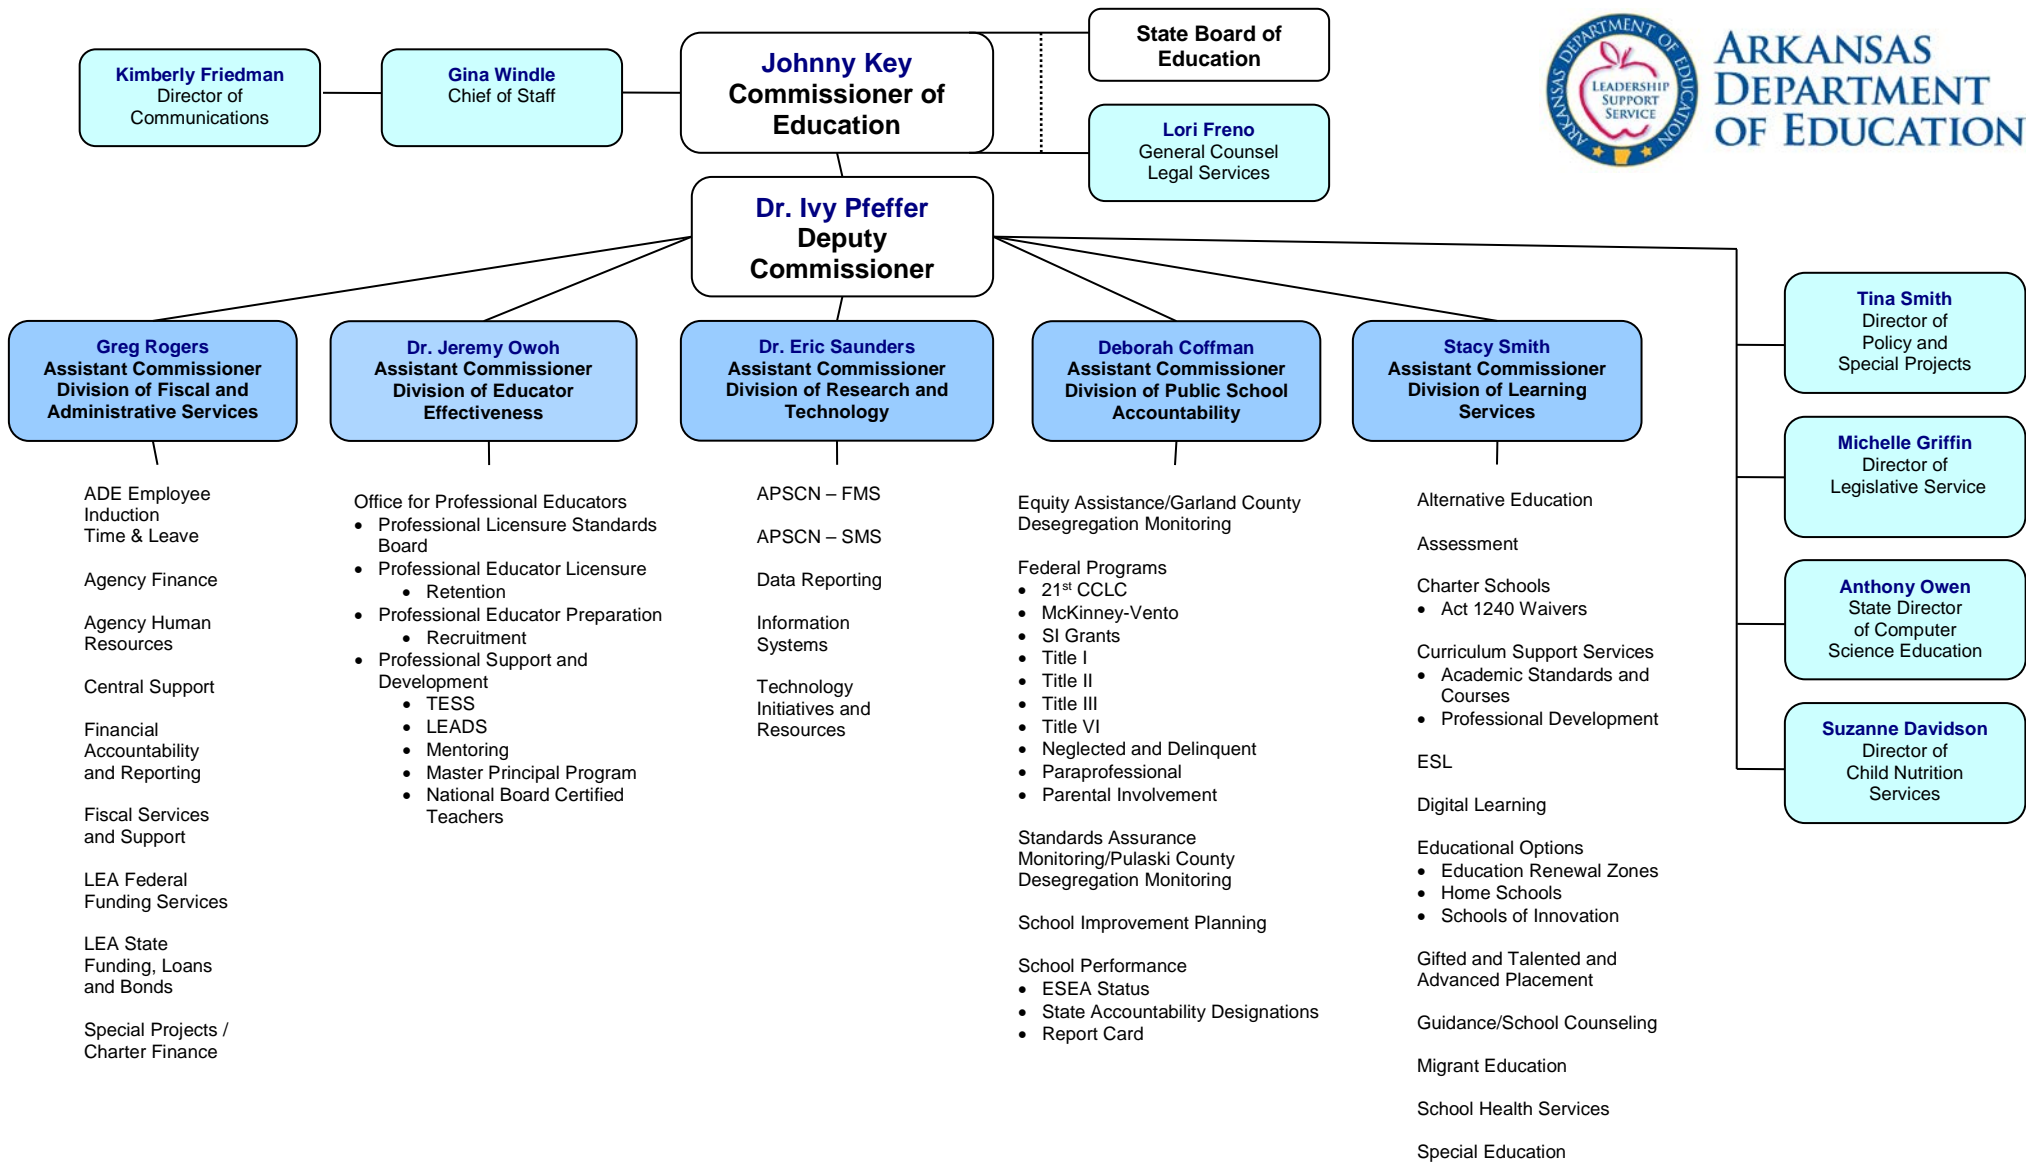 Kimberly Friedman
Director of
Communications
Gina Windle
Chief of Staff
Johnny Key
Commissioner of
Education
State Board of
Education
Lori Freno
General Counsel
Legal Services
ARKANSAS DEPARTMENT OF EDUCATION
LEADERSHIP
SUPPORT
SERVICE
ARKANSAS
DEPARTMENT
OF EDUCATION
Dr. Ivy Pfeffer
Deputy
Commissioner
Greg Rogers
Assistant Commissioner
Division of Fiscal and
Administrative Services
Dr. Jeremy Owoh
Assistant Commissioner
Division of Educator
Effectiveness
Dr. Eric Saunders
Assistant Commissioner
Division of Research and
Technology
Deborah Coffman
Assistant Commissioner
Division of Public School
Accountability
Stacy Smith
Assistant Commissioner
Division of Learning
Services
Tina Smith
Director of
Policy and
Special Projects
Michelle Griffin
Director of
Legislative Service
Anthony Owen
State Director
of Computer
Science Education
Suzanne Davidson
Director of
Child Nutrition
Services
ADE Employee
Induction
Time & Leave
Agency Finance
Agency Human
Resources
Central Support
Financial
Accountability
and Reporting
Fiscal Services
and Support
LEA Federal
Funding Services
LEA State
Funding, Loans
and Bonds
Special Projects /
Charter Finance
Office for Professional Educators
• Professional Licensure Standards
Board
• Professional Educator Licensure
• Retention
• Professional Educator Preparation
• Recruitment
• Professional Support and
Development
• TESS
• LEADS
• Mentoring
• Master Principal Program
• National Board Certified
Teachers
APSCN – FMS
APSCN – SMS
Data Reporting
Information
Systems
Technology
Initiatives and
Resources
Equity Assistance/Garland County
Desegregation Monitoring
Federal Programs
• 21st CCLC
• McKinney-Vento
• SI Grants
• Title I
• Title II
• Title III
• Title VI
• Neglected and Delinquent
• Paraprofessional
• Parental Involvement
Standards Assurance
Monitoring/Pulaski County
Desegregation Monitoring
School Improvement Planning
School Performance
• ESEA Status
• State Accountability Designations
• Report Card
Alternative Education
Assessment
Charter Schools
• Act 1240 Waivers
Curriculum Support Services
• Academic Standards and
Courses
• Professional Development
ESL
Digital Learning
Educational Options
• Education Renewal Zones
• Home Schools
• Schools of Innovation
Gifted and Talented and
Advanced Placement
Guidance/School Counseling
Migrant Education
School Health Services
Special Education